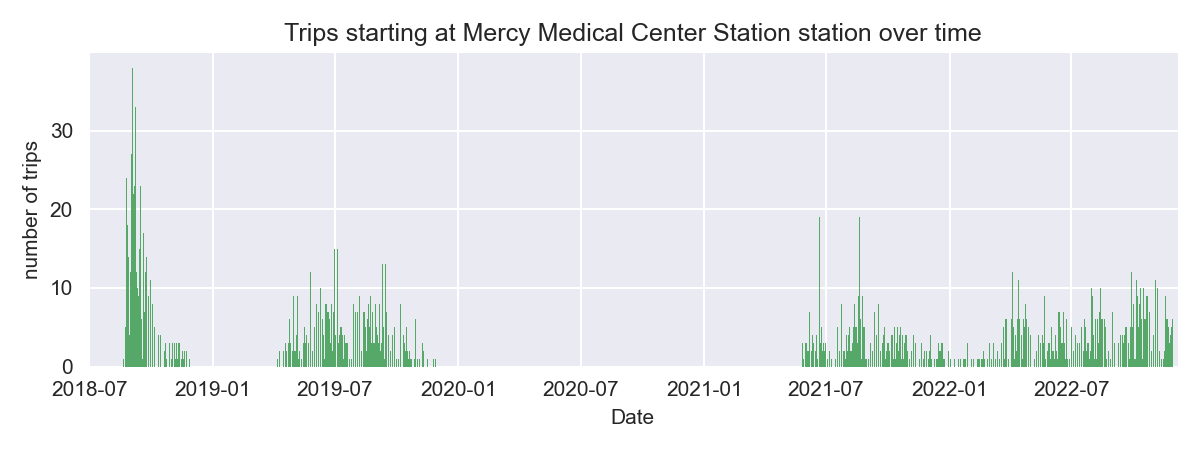 Trips starting at Mercy Medical Center Station station over time
number of trips
30
20
10
0
2018-07 2019-01 2019-07 2020-01 2020-07 2021-01 2021-07 2022-01 2022-07
Date